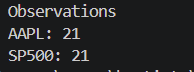 Observations
AAPL: 21
SP500: 21